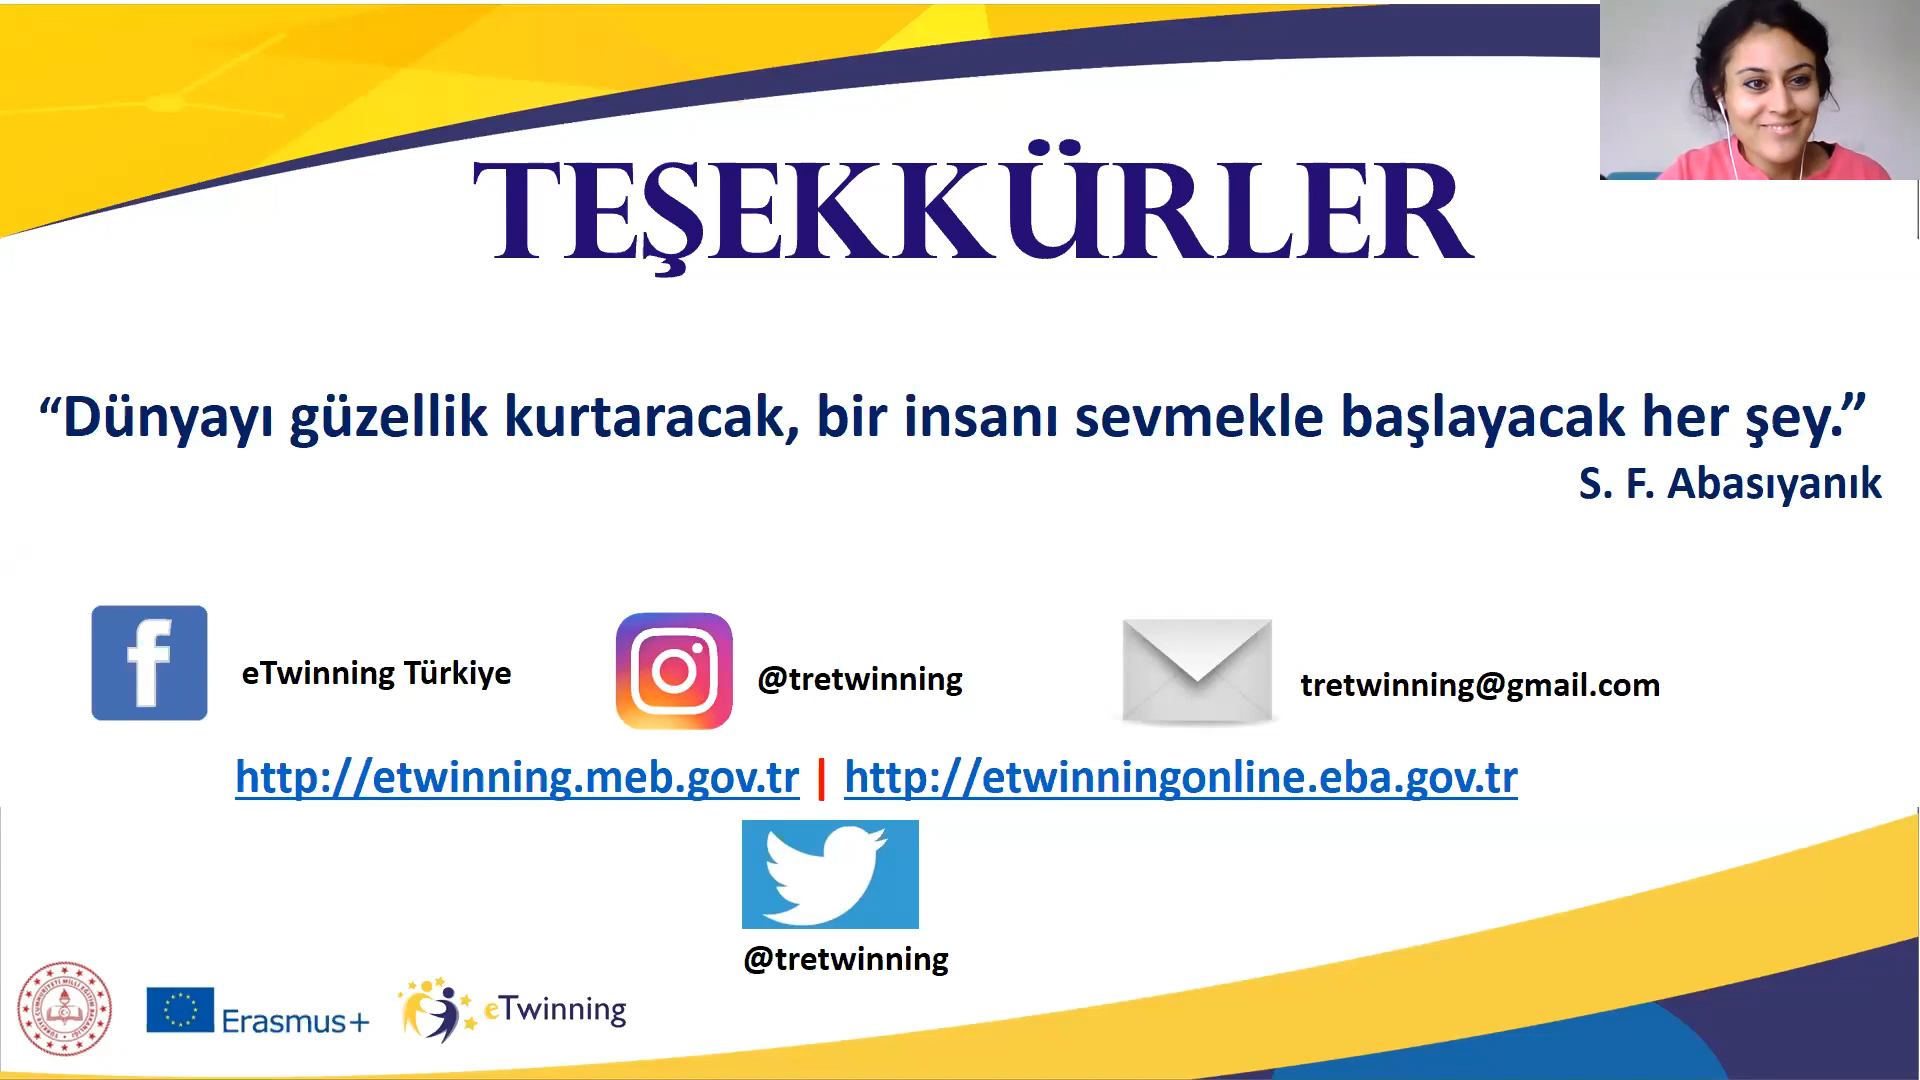 TEŞEKKÜRLER
“Dünyayı güzellik kurtaracak, bir insanı sevmekle başlayacak her şey.”
S. F. Abasıyanık
eTwinning Türkiye
@tretwinning
tretwinning@gmail.com
http://etwinning.meb.gov.tr | http://etwinningonline.eba.gov.tr
@tretwinning
Erasmus+
eTwinning